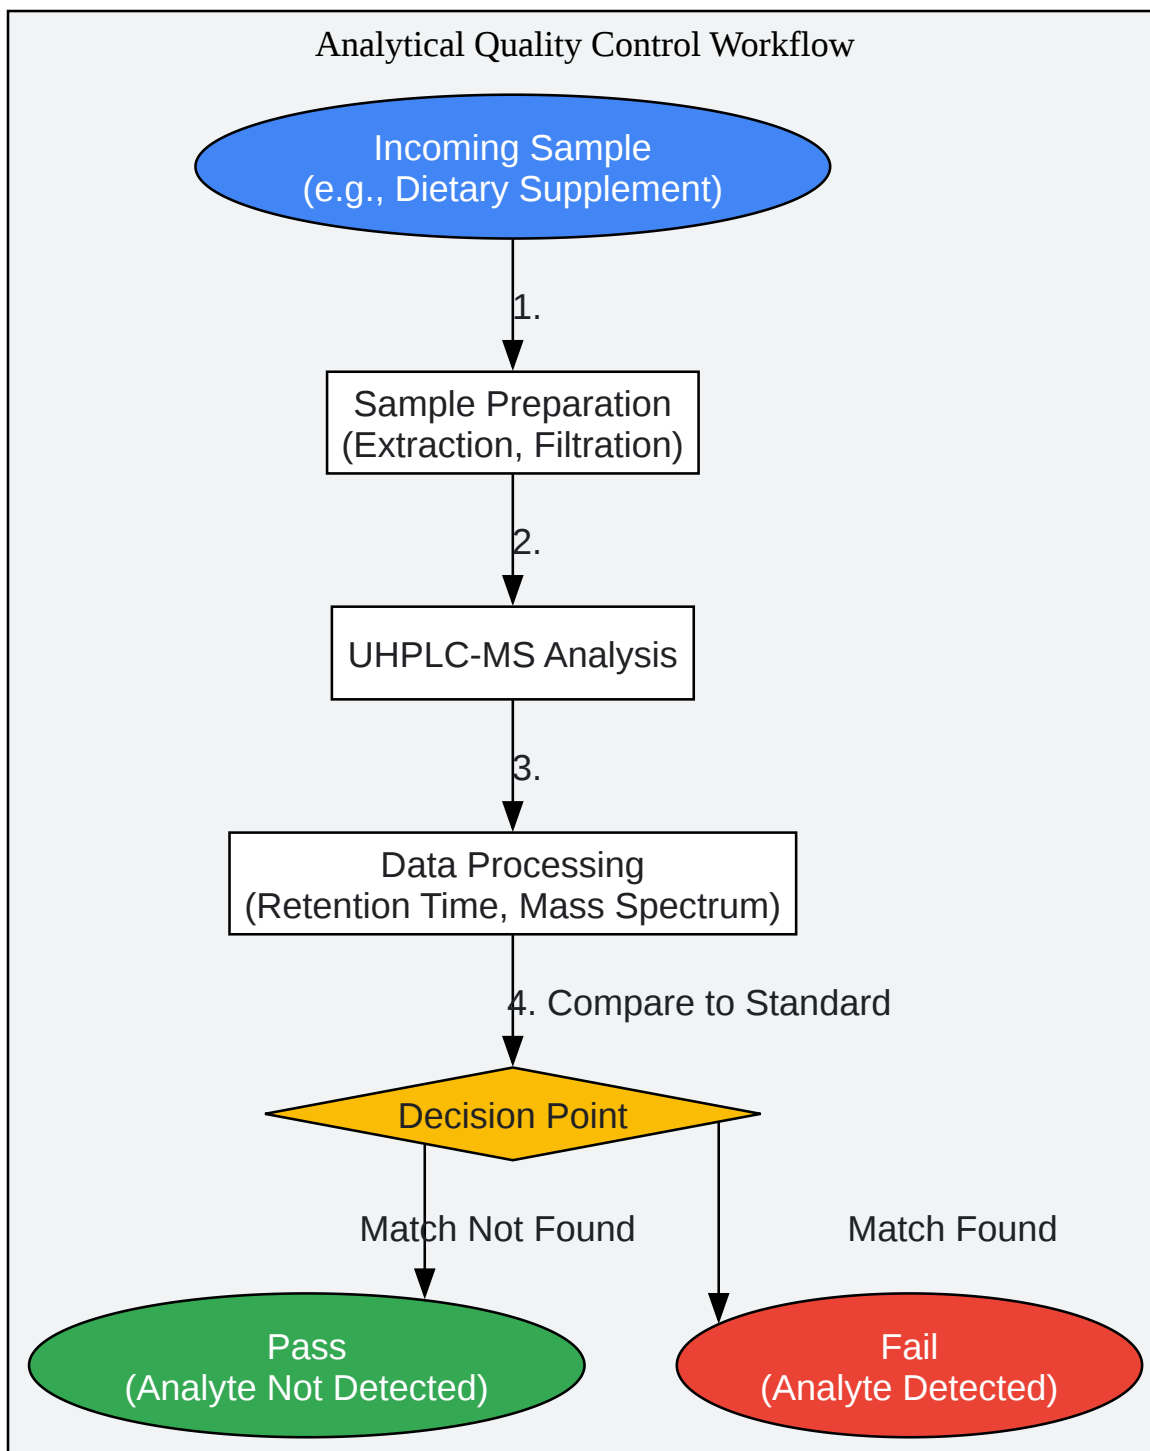 Analytical Quality Control Workflow
Incoming Sample
(e.g., Dietary Supplement)
1.
Sample Preparation
(Extraction, Filtration)
2.
UHPLC-MS Analysis
3.
Data Processing
(Retention Time, Mass Spectrum)
4. Compare to Standard
Decision Point
Match Not Found
Match Found
Pass
(Analyte Not Detected)
Fail
(Analyte Detected)